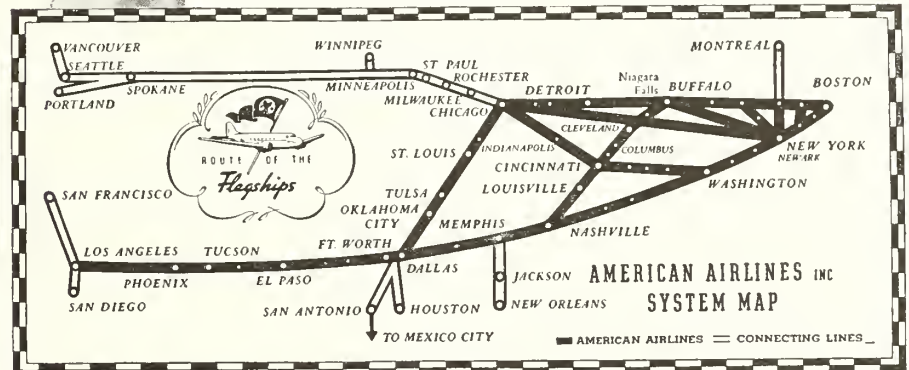 VANCOUVER
SEATTLE
PORTLAND
SPOKANE
WINNIPEG
MINNEAPOLIS
ST PAUL
ROCHESTER
MILWAUKEE
CHICAGO
DETROIT
Niagara
Falls
BUFFALO
MONTREAL
BOSTON
CLEVELAND
INDIANAPOLIS
COLUMBUS
NEW YORK
NEWARK
ROUTE OF THE
Flagships
ST. LOUIS
CINCINNATI
LOUISVILLE
WASHINGTON
SAN FRANCISCO
TULSA
OKLAHOMA
CITY
MEMPHIS
NASHVILLE
LOS ANGELES
TUCSON
FT. WORTH
DALLAS
PHOENIX
EL PASO
SAN DIEGO
SAN ANTONIO
HOUSTON
JACKSON
NEW ORLEANS
TO MEXICO CITY
AMERICAN AIRLINES INC
SYSTEM MAP
AMERICAN AIRLINES CONNECTING LINES